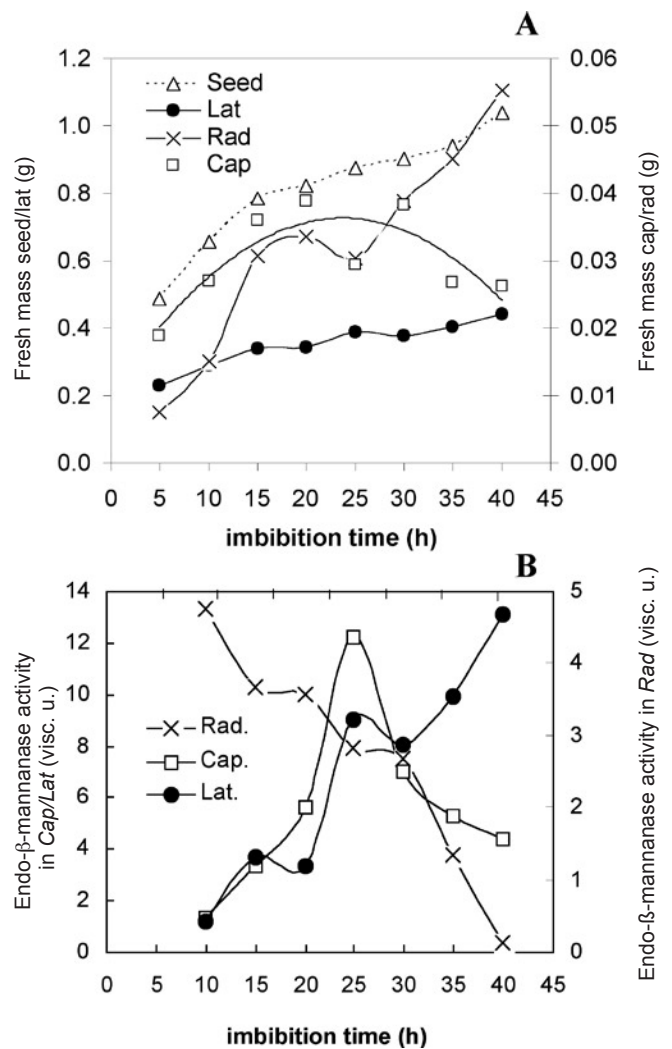 A
Fresh mass seed/lat (g)
1.2
1.0
0.8
0.6
0.4
0.2
0.0
Seed
Lat
Rad
Cap
0.06
0.05
0.04
0.03
0.02
0.01
0.00
Fresh mass cap/rad (g)
0 5 10 15 20 25 30 35 40 45
imbibition time (h)
B
Endo-β-mannanase activity
in Cap/Lat (visc. u.)
14
12
10
8
6
4
2
0
Rad.
Cap.
Lat.
5
4
3
2
1
0
Endo-ß-mannanase activity in Rad (visc. u.)
0 5 10 15 20 25 30 35 40 45
imbibition time (h)